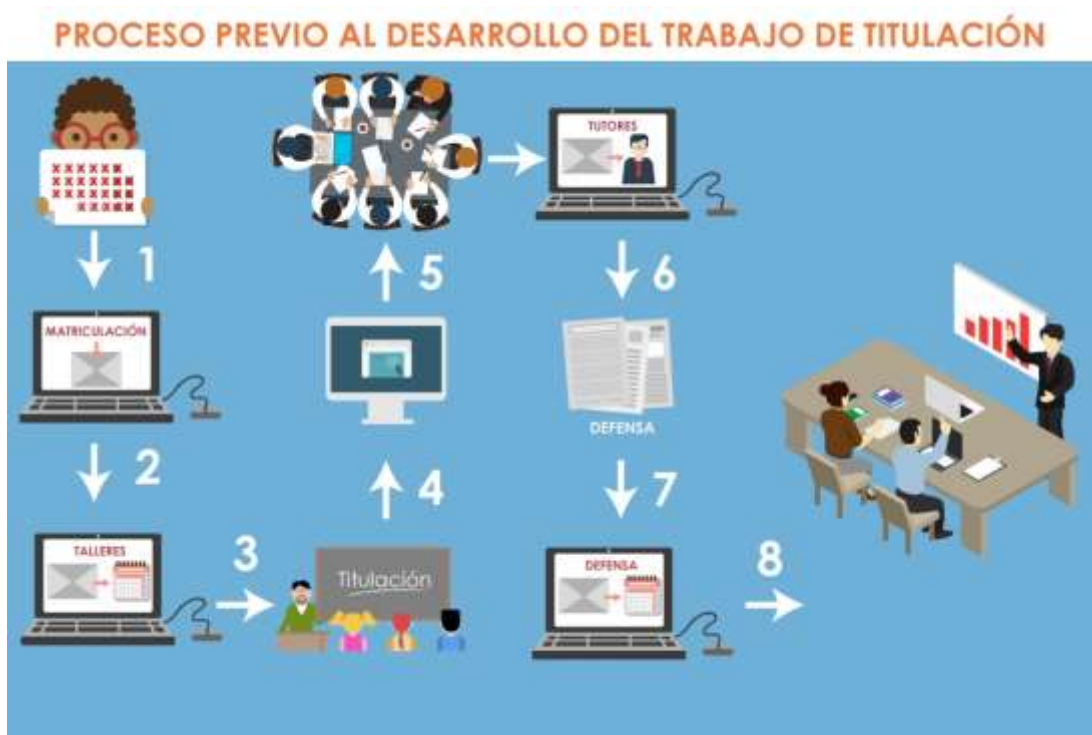 PROCESO PREVIO AL DESARROLLO DEL TRABAJO DE TITULACIÓN
1
MATRICULACIÓN
2
TALLERES
3
Titulación
4
5
TUTORES
6
DEFENSA
7
DEFENSA
8